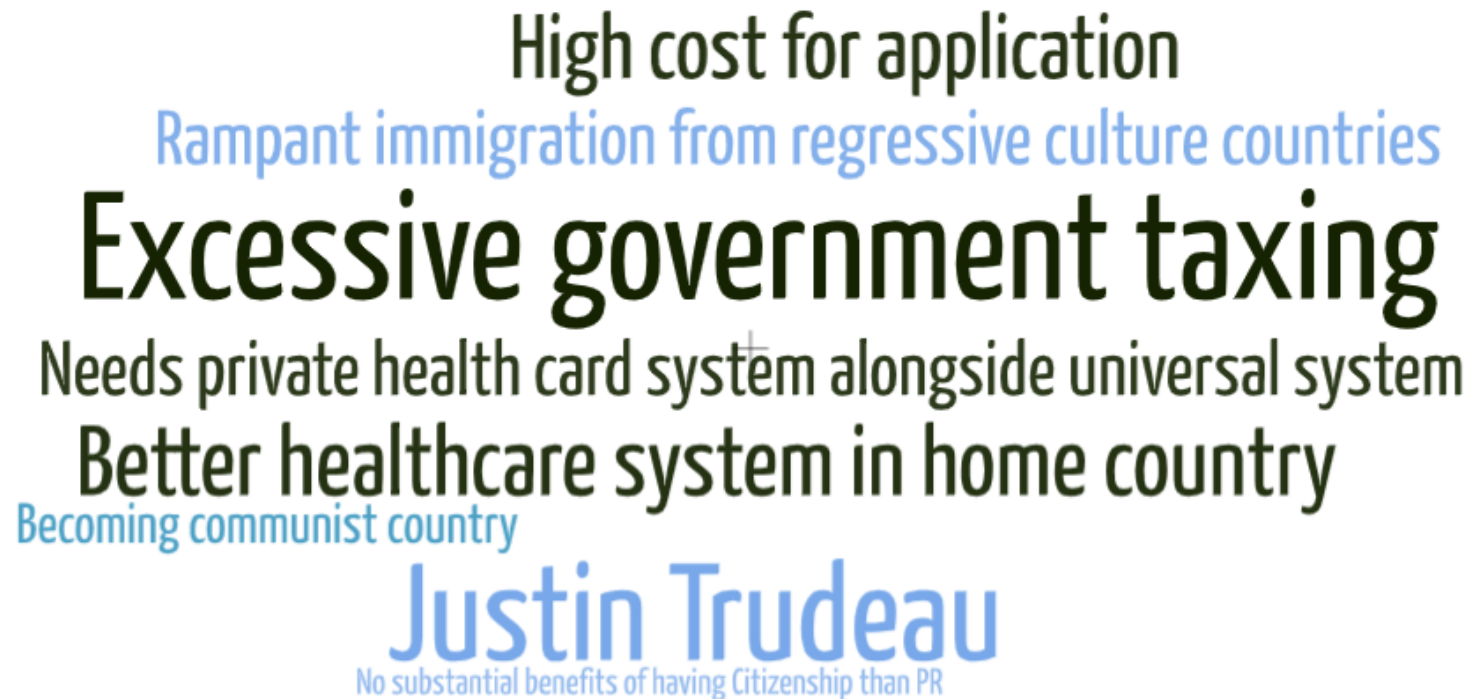 High cost for application
Rampant immigration from regressive culture countries
Excessive government taxing
Needs private health card system alongside universal system
Better healthcare system in home country
Becoming communist country
Justin Trudeau
No substantial benefits of having Citizenship than PR